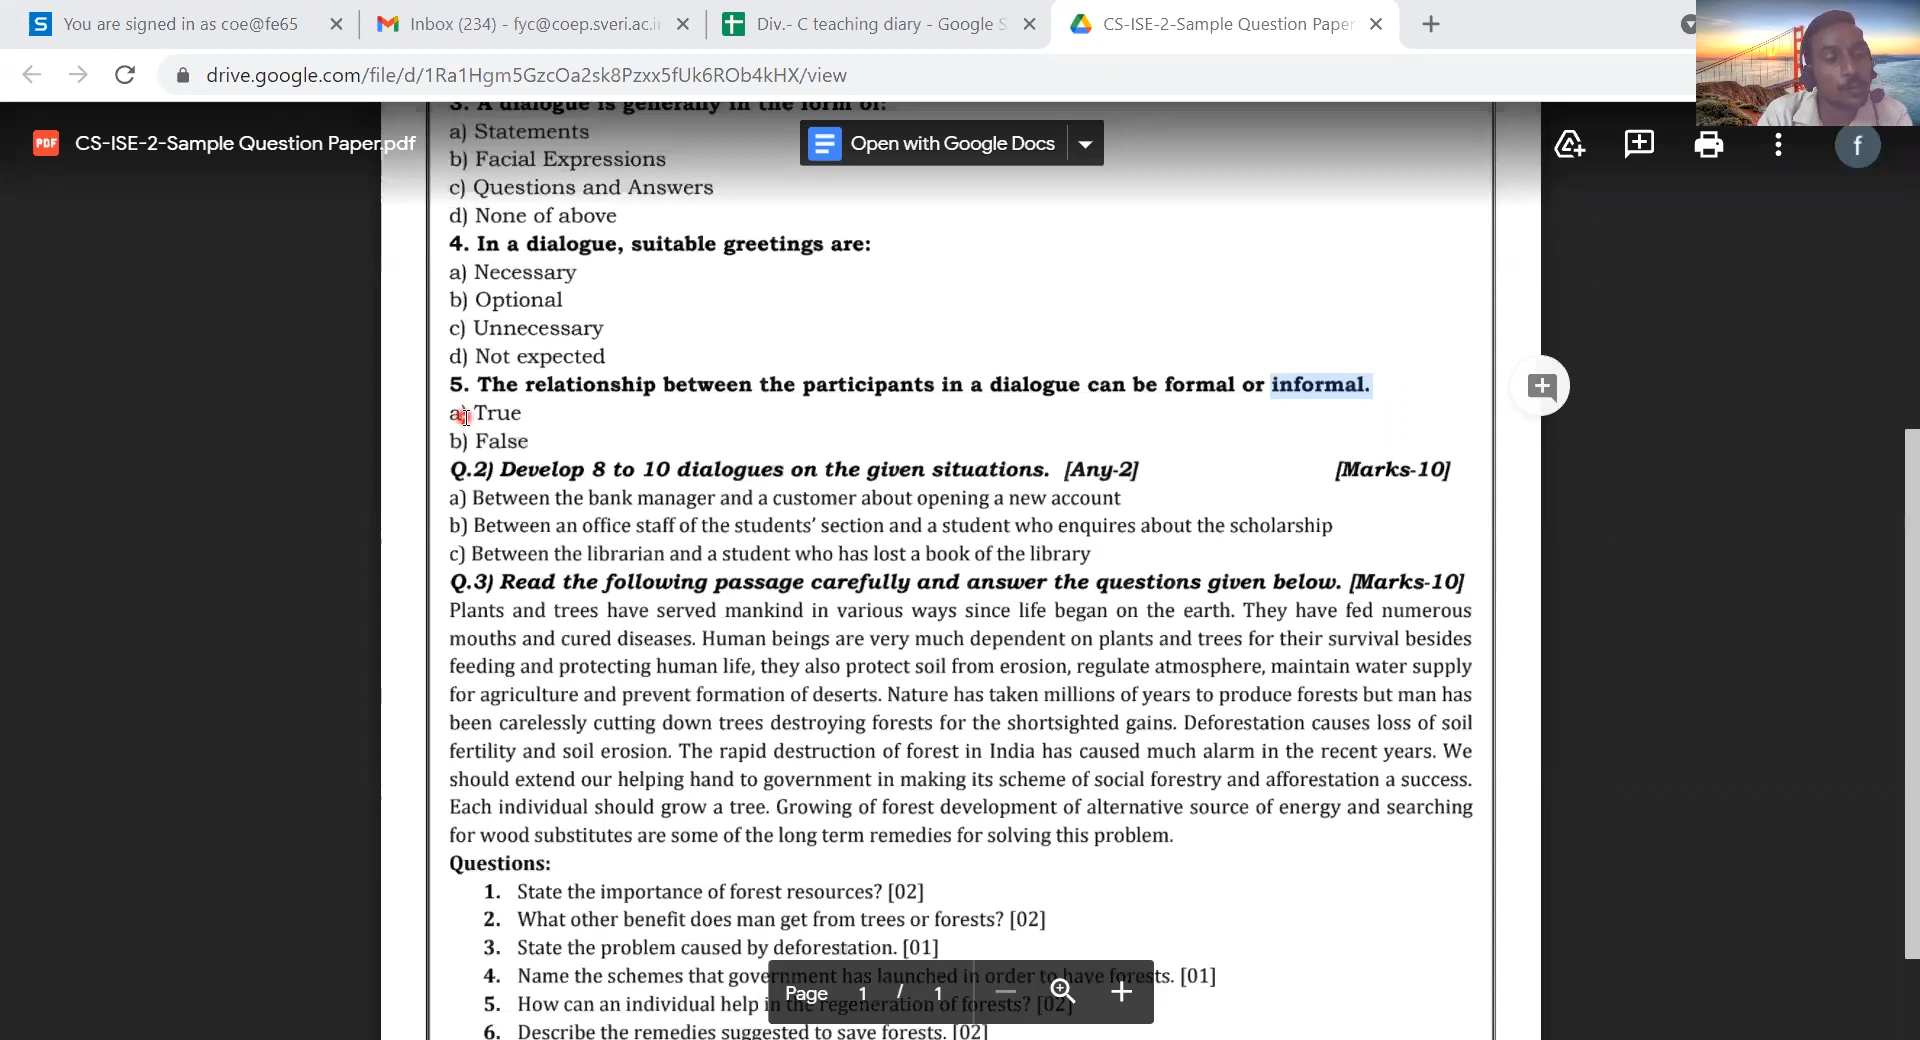 S You are signed in as coe@fe65
Inbox (234) - fyc@coep.sveri.ac.i
Div.- C teaching diary - Google S
CS-ISE-2-Sample Question Paper
drive.google.com/file/d/1Ra1Hgm5GzcOa2sk8Pzxx5fUk6ROb4kHX/view
3. A dialogue is generally in the form of:
a) Statements
PDF CS-ISE-2-Sample Question Paper.pdf
Open with Google Docs
f
b) Facial Expressions
c) Questions and Answers
d) None of above
4. In a dialogue, suitable greetings are:
a) Necessary
b) Optional
c) Unnecessary
d) Not expected
5. The relationship between the participants in a dialogue can be formal or informal.
a) True
b) False
Q.2) Develop 8 to 10 dialogues on the given situations. [Any-2] [Marks-10]
a) Between the bank manager and a customer about opening a new account
b) Between an office staff of the students' section and a student who enquires about the scholarship
c) Between the librarian and a student who has lost a book of the library
Q.3) Read the following passage carefully and answer the questions given below. [Marks-10]
Plants and trees have served mankind in various ways since life began on the earth. They have fed numerous
mouths and cured diseases. Human beings are very much dependent on plants and trees for their survival besides
feeding and protecting human life, they also protect soil from erosion, regulate atmosphere, maintain water supply
for agriculture and prevent formation of deserts. Nature has taken millions of years to produce forests but man has
been carelessly cutting down trees destroying forests for the shortsighted gains. Deforestation causes loss of soil
fertility and soil erosion. The rapid destruction of forest in India has caused much alarm in the recent years. We
should extend our helping hand to government in making its scheme of social forestry and afforestation a success.
Each individual should grow a tree. Growing of forest development of alternative source of energy and searching
for wood substitutes are some of the long term remedies for solving this problem.
Questions:
1. State the importance of forest resources? [02]
2. What other benefit does man get from trees or forests? [02]
3. State the problem caused by deforestation. [01]
4. Name the schemes that government has launched in order to have forests. [01]
Page 1 / 1
5. How can an individual help in the regeneration of forests? [02]
6. Describe the remedies suggested to save forests. [02]